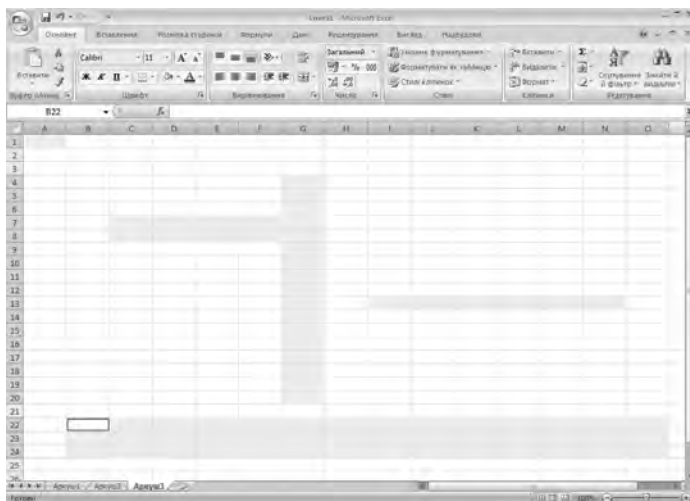 Книга1 - Microsoft Excel
Основне Вставлення Розмітка сторінки Формули Дані Рецензування Вигляд Надбудови
Calibri 11 A A Загальний Умовне форматування Вставити Σ
Вставити Ж К П A % 000 Форматувати як таблицю Видалити Сортування Знайти й
Стилі клітинок Формат й фільтр виділити
Буфер обміну Шрифт Вирівнювання Число Стилі Клітинки Редагування
B22 fx
A B C D E F G H I J K L M N O
1
2
3
4
5
6
7
8
9
10
11
12
13
14
15
16
17
18
19
20
21
22
23
24
25
Аркуш1 Аркуш2 Аркуш3
Готово 100%